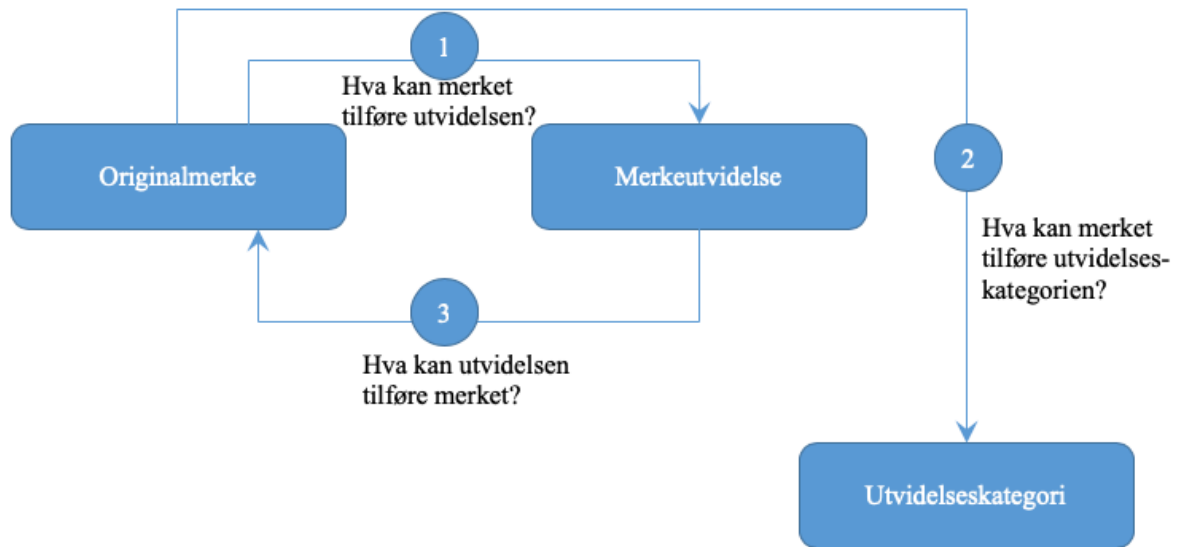 1
Hva kan merket
tilføre utvidelsen?
Originalmerke
Merkeutvidelse
2
Hva kan merket
tilføre utvidelses-
kategorien?
3
Hva kan utvidelsen
tilføre merket?
Utvidelseskategori